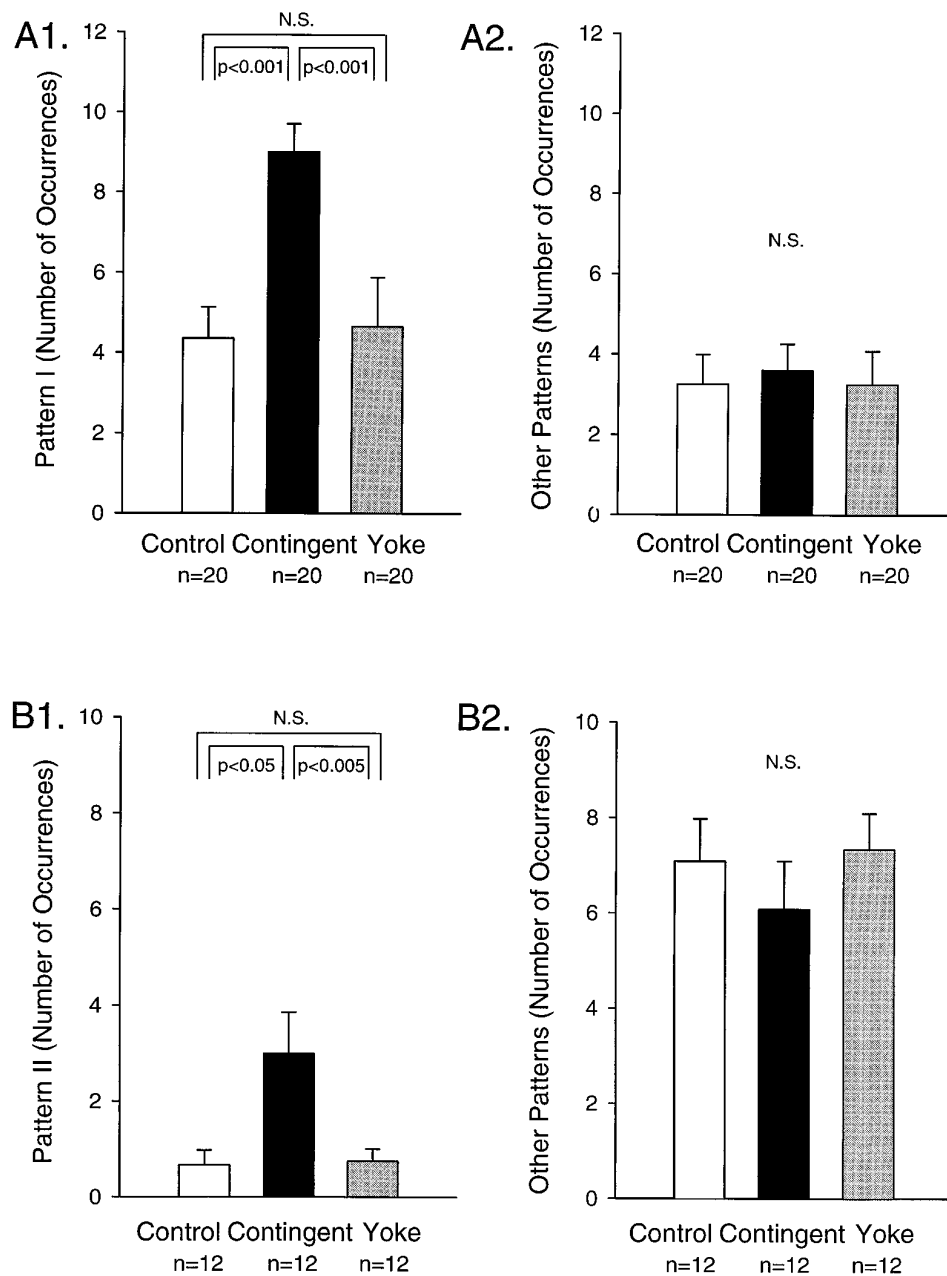 A1.
Pattern I (Number of Occurrences)
12
10
8
6
4
2
0
N.S.
p<0.001 p<0.001
Control Contingent Yoke
n=20 n=20 n=20
A2.
Other Patterns (Number of Occurrences)
12
10
8
6
4
2
0
N.S.
Control Contingent Yoke
n=20 n=20 n=20
B1.
Pattern II (Number of Occurrences)
10
8
6
4
2
0
N.S.
p<0.05 p<0.005
Control Contingent Yoke
n=12 n=12 n=12
B2.
Other Patterns (Number of Occurrences)
10
8
6
4
2
0
N.S.
Control Contingent Yoke
n=12 n=12 n=12